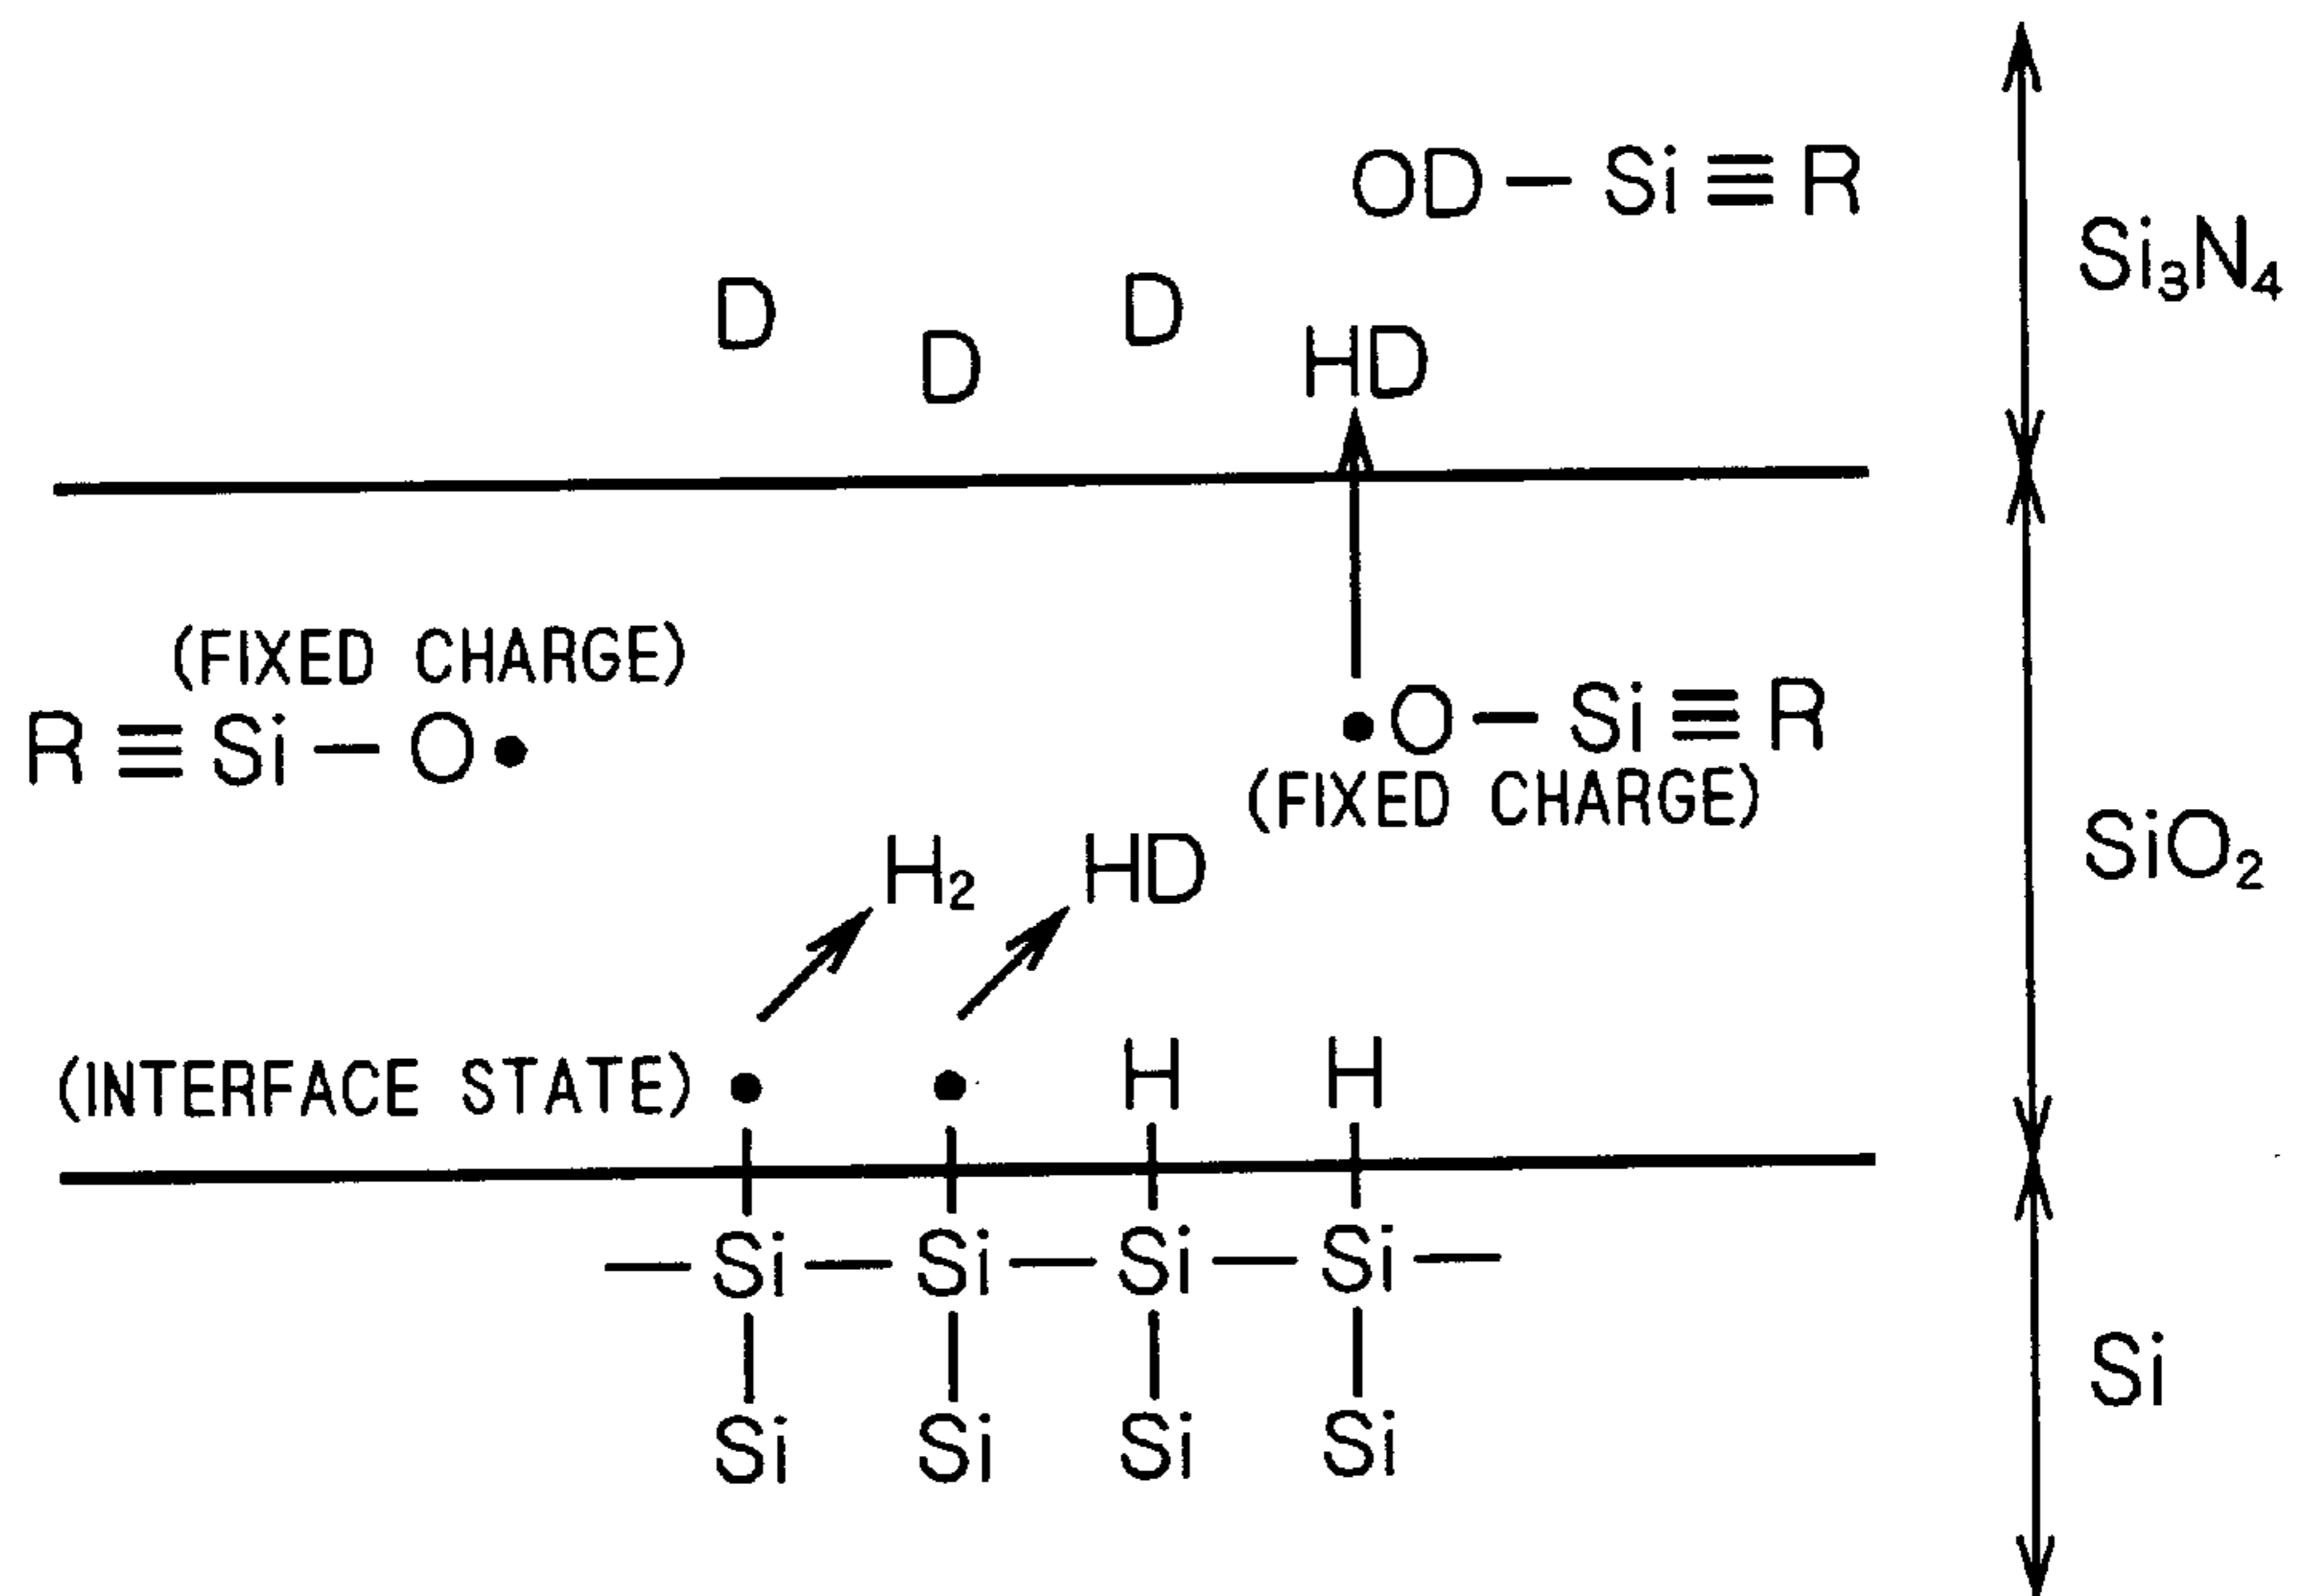 OD — Si ≡ R
Si₃N₄
D D D HD
(FIXED CHARGE)
R ≡ Si — O•
•O — Si ≡ R
(FIXED CHARGE)
SiO₂
H₂ HD
(INTERFACE STATE) • • H H
— Si — Si — Si — Si —
Si
Si Si Si Si